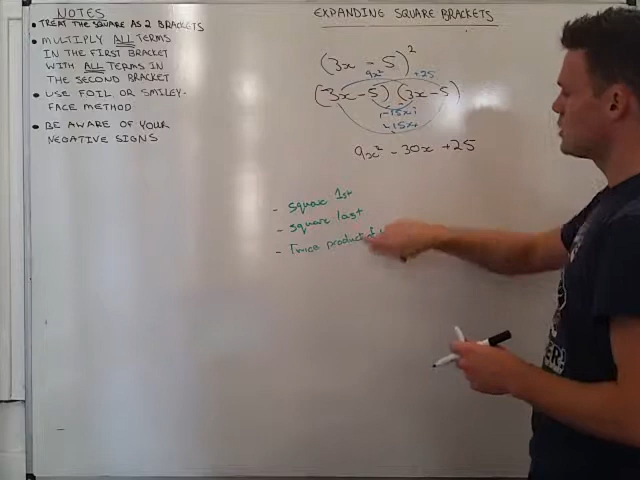 NOTES
• TREAT THE SQUARE AS 2 BRACKETS
• MULTIPLY ALL TERMS
IN THE FIRST BRACKET
WITH ALL TERMS IN
THE SECOND BRACKET
• USE FOIL OR SMILEY-
FACE METHOD
• BE AWARE OF YOUR
NEGATIVE SIGNS
EXPANDING SQUARE BRACKETS
(3x - 5)²
9x² +25
(3x - 5) (3x - 5)
-15x
-15x
9x² - 30x + 25
- square 1st
- square last
- Twice product of